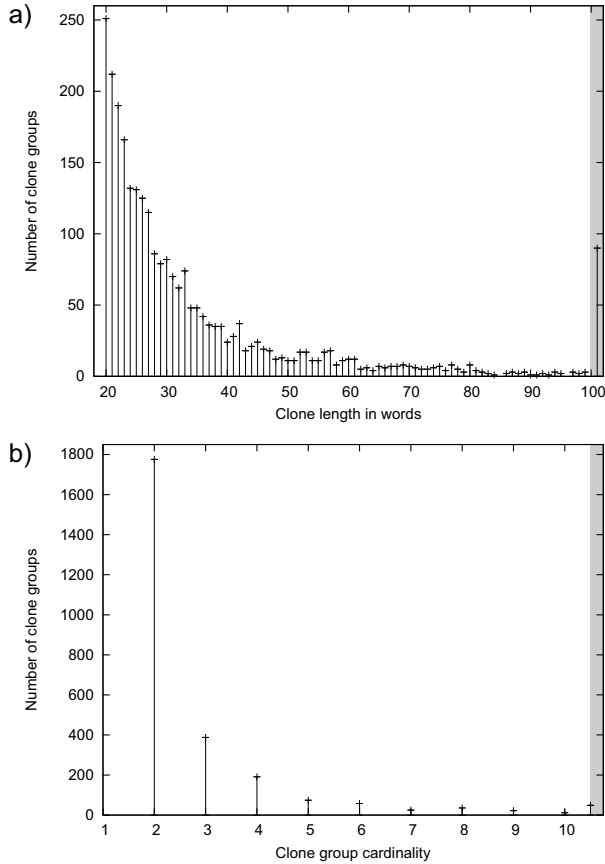 a)
250
200
150
100
50
0
Number of clone groups
20 30 40 50 60 70 80 90 100
Clone length in words
b)
1800
1600
1400
1200
1000
800
600
400
200
0
Number of clone groups
1 2 3 4 5 6 7 8 9 10
Clone group cardinality